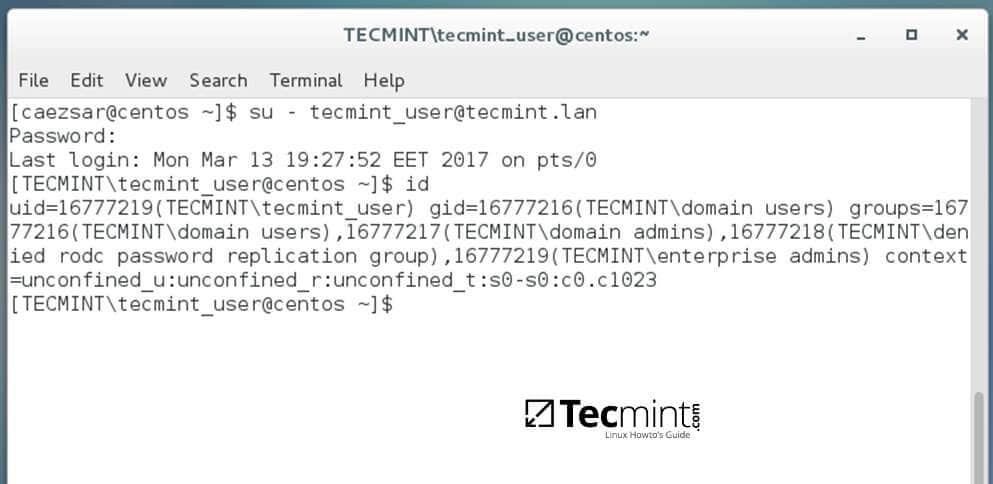 TECMINT\tecmint_user@centos:~
File Edit View Search Terminal Help
[caezsar@centos ~]$ su - tecmint_user@tecmint.lan
Password:
Last login: Mon Mar 13 19:27:52 EET 2017 on pts/0
[TECMINT\tecmint_user@centos ~]$ id
uid=16777219(TECMINT\tecmint_user) gid=16777216(TECMINT\domain users) groups=167
77216(TECMINT\domain users),16777217(TECMINT\domain admins),16777218(TECMINT\den
ied rodc password replication group),16777219(TECMINT\enterprise admins) context
=unconfined_u:unconfined_r:unconfined_t:s0-s0:c0.c1023
[TECMINT\tecmint_user@centos ~]$
Tecmint.com
Linux Howto's Guide